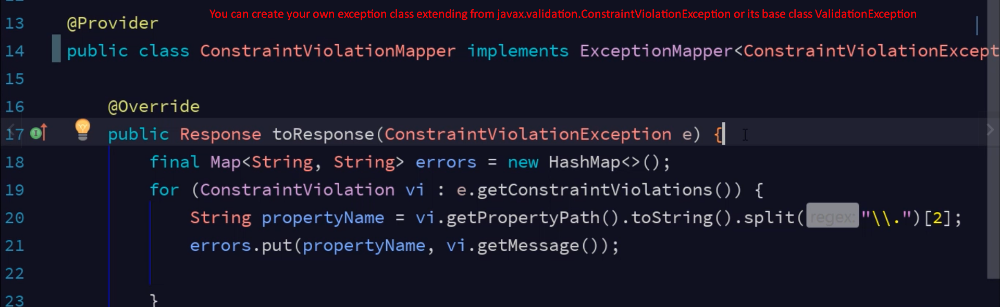 You can create your own exception class extending from javax.validation.ConstraintViolationException or its base class ValidationException
13 @Provider
14 public class ConstraintViolationMapper implements ExceptionMapper<ConstraintViolationExcept
15
16 @Override
17 public Response toResponse(ConstraintViolationException e) {
18 final Map<String, String> errors = new HashMap<>();
19 for (ConstraintViolation vi : e.getConstraintViolations()) {
20 String propertyName = vi.getPropertyPath().toString().split(regex: "\\.")[2];
21 errors.put(propertyName, vi.getMessage());
22
23 }